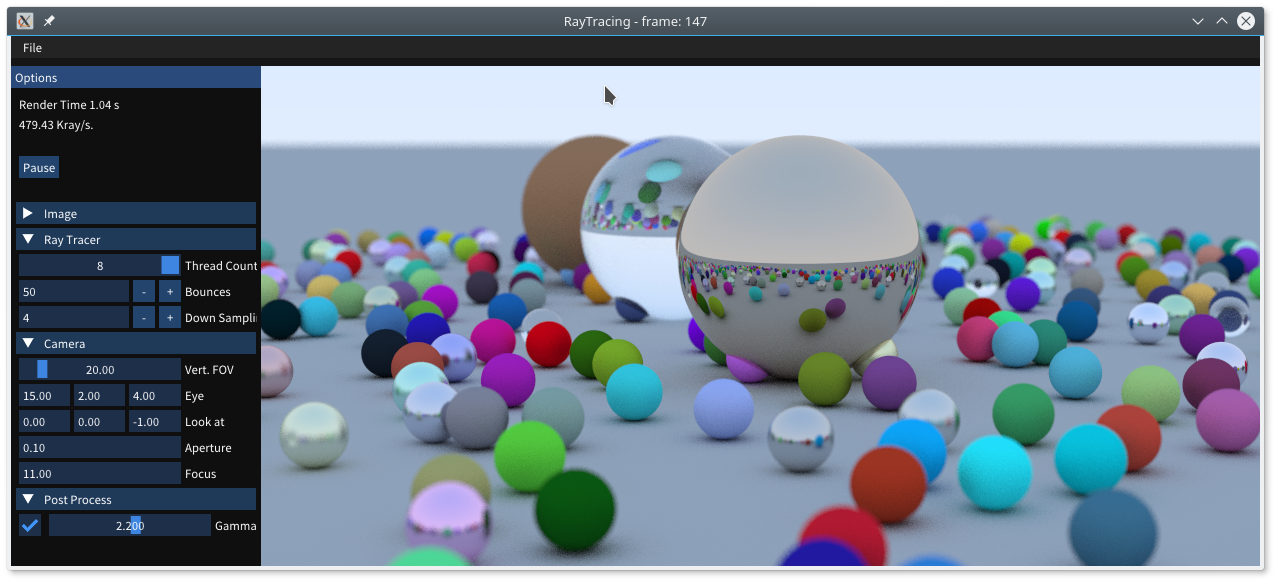 RayTracing - frame: 147
File
Options
Render Time 1.04 s
479.43 Kray/s.
Pause
Image
Ray Tracer
8 Thread Count
50 - + Bounces
4 - + Down Sampli
Camera
20.00 Vert. FOV
15.00 2.00 4.00 Eye
0.00 0.00 -1.00 Look at
0.10 Aperture
11.00 Focus
Post Process
2.200 Gamma